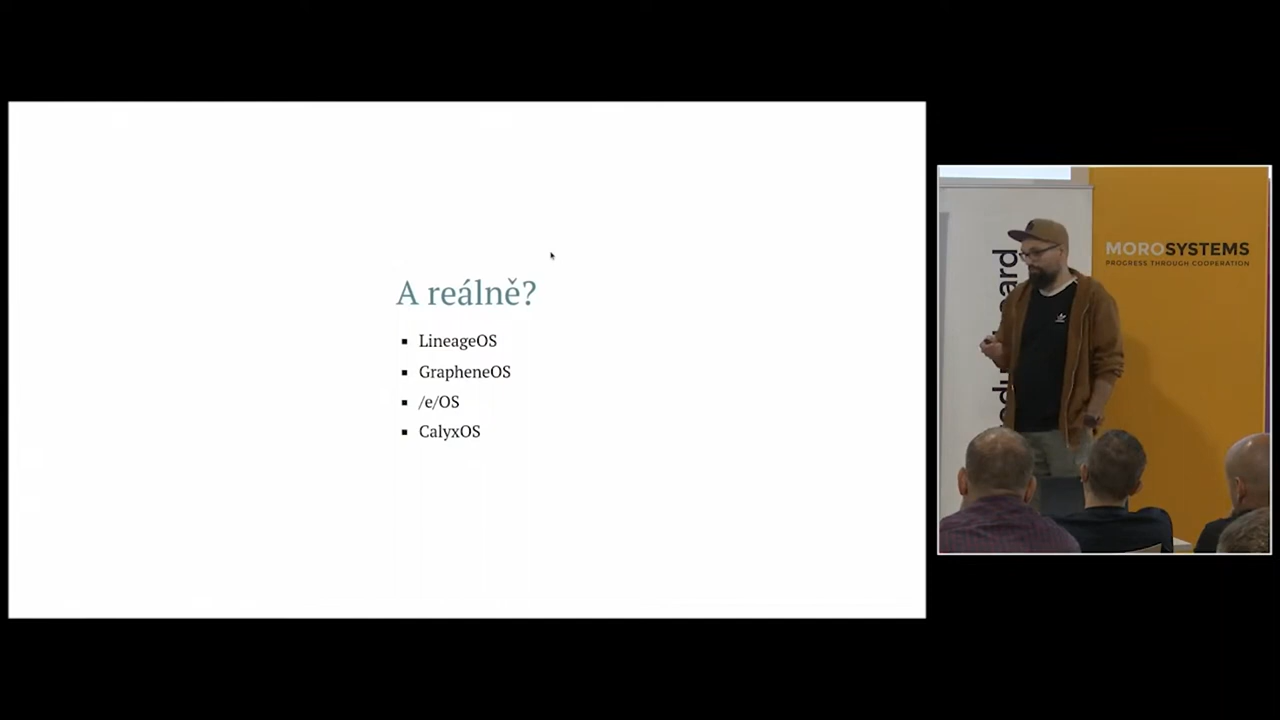 A reálně?
LineageOS
GrapheneOS
/e/OS
CalyxOS
MOROSYSTEMS
PROGRESS THROUGH COOPERATION